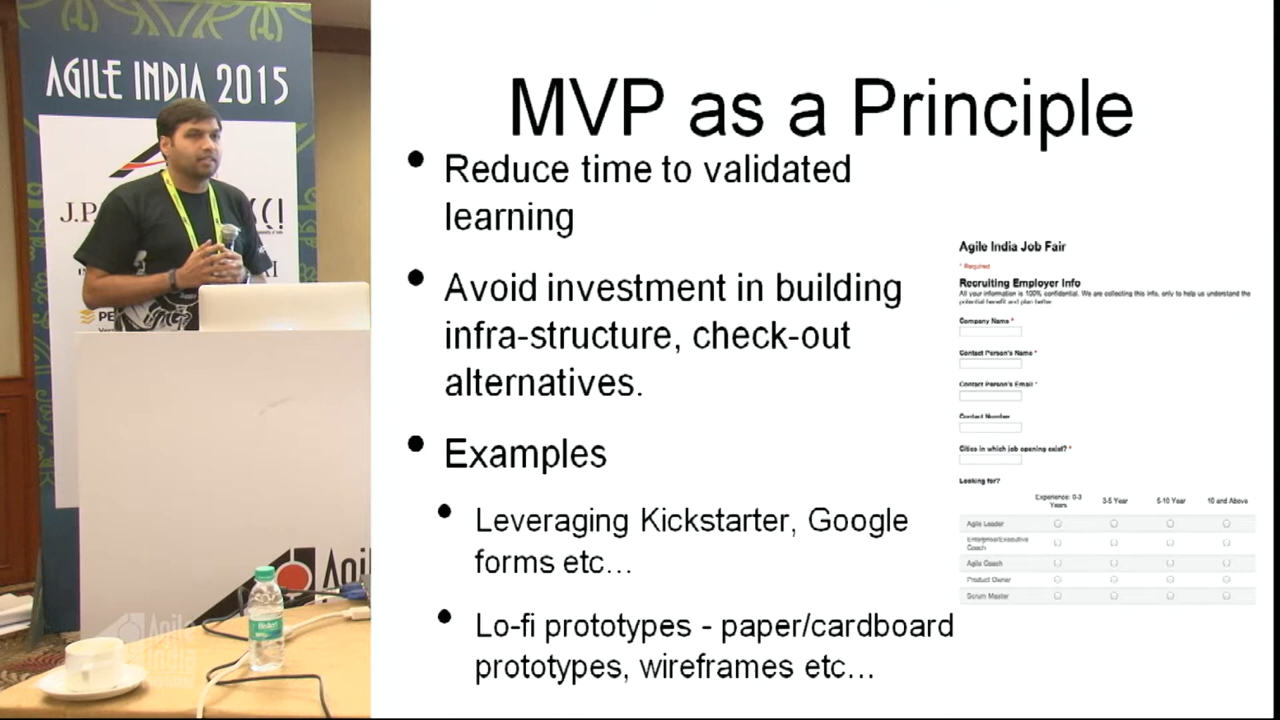 AGILE INDIA 2015
J.P.
PE
Agil
Agile
India
MVP as a Principle
• Reduce time to validated
learning
• Avoid investment in building
infra-structure, check-out
alternatives.
• Examples
• Leveraging Kickstarter, Google
forms etc...
• Lo-fi prototypes - paper/cardboard
prototypes, wireframes etc...
Agile India Job Fair
* Required
Recruiting Employer Info
All your information is 100% confidential. We are collecting this info, only to help us understand the
potential benefit and plan better.
Company Name *
Contact Person's Name *
Contact Person's Email *
Contact Number
Cities in which job opening exist? *
Looking for?
Experience: 0-3 Years 3-5 Year 5-10 Year 10 and Above
Agile Leader
Enterprise/Executive
Coach
Agile Coach
Product Owner
Scrum Master